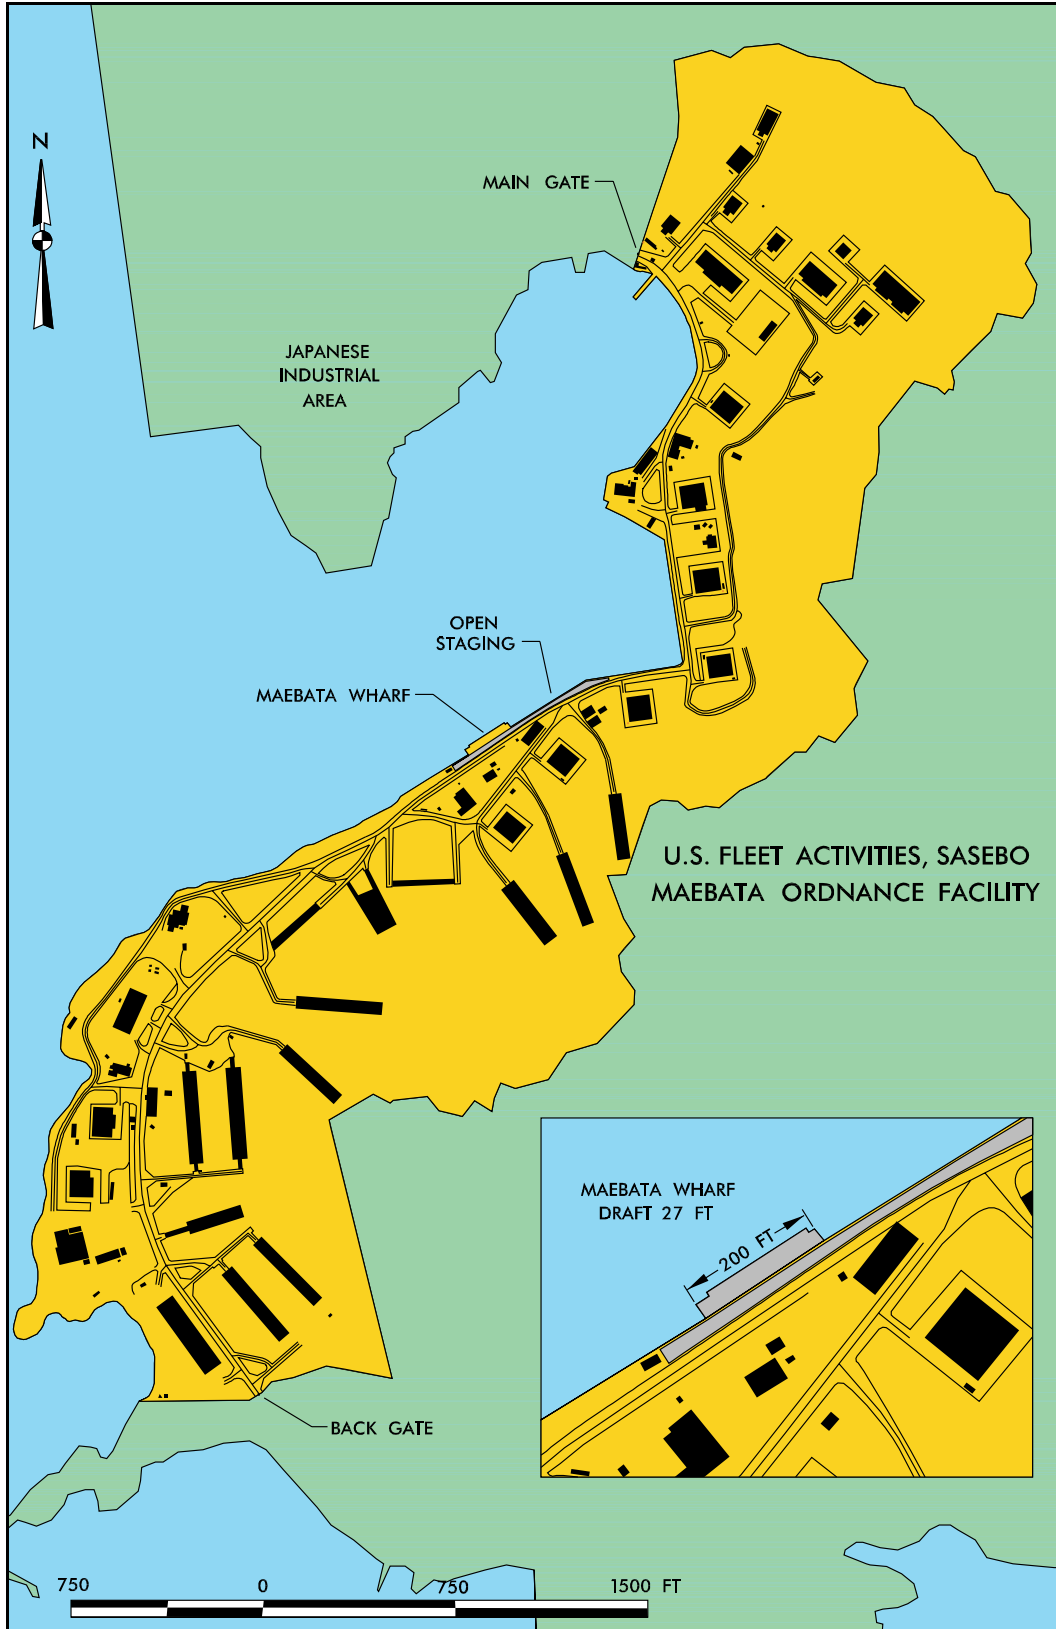 N
MAIN GATE
JAPANESE
INDUSTRIAL
AREA
OPEN
STAGING
MAEBATA WHARF
U.S. FLEET ACTIVITIES, SASEBO
MAEBATA ORDNANCE FACILITY
MAEBATA WHARF
DRAFT 27 FT
200 FT
BACK GATE
750 0 750 1500 FT